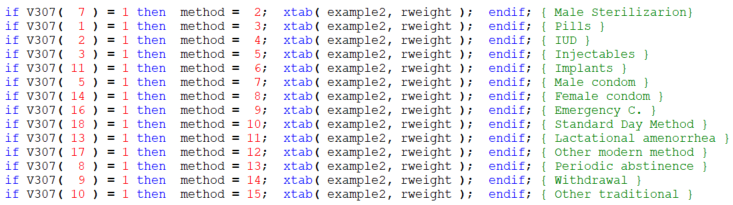 if V307( 7 ) = 1 then method = 2; xtab( example2, rweight ); endif; { Male Sterilizarion}
if V307( 1 ) = 1 then method = 3; xtab( example2, rweight ); endif; { Pills }
if V307( 2 ) = 1 then method = 4; xtab( example2, rweight ); endif; { IUD }
if V307( 3 ) = 1 then method = 5; xtab( example2, rweight ); endif; { Injectables }
if V307( 11 ) = 1 then method = 6; xtab( example2, rweight ); endif; { Implants }
if V307( 5 ) = 1 then method = 7; xtab( example2, rweight ); endif; { Male condom }
if V307( 14 ) = 1 then method = 8; xtab( example2, rweight ); endif; { Female condom }
if V307( 16 ) = 1 then method = 9; xtab( example2, rweight ); endif; { Emergency C. }
if V307( 18 ) = 1 then method = 10; xtab( example2, rweight ); endif; { Standard Day Method }
if V307( 13 ) = 1 then method = 11; xtab( example2, rweight ); endif; { Lactational amenorrhea }
if V307( 17 ) = 1 then method = 12; xtab( example2, rweight ); endif; { Other modern method }
if V307( 8 ) = 1 then method = 13; xtab( example2, rweight ); endif; { Periodic abstinence }
if V307( 9 ) = 1 then method = 14; xtab( example2, rweight ); endif; { Withdrawal }
if V307( 10 ) = 1 then method = 15; xtab( example2, rweight ); endif; { Other traditional }